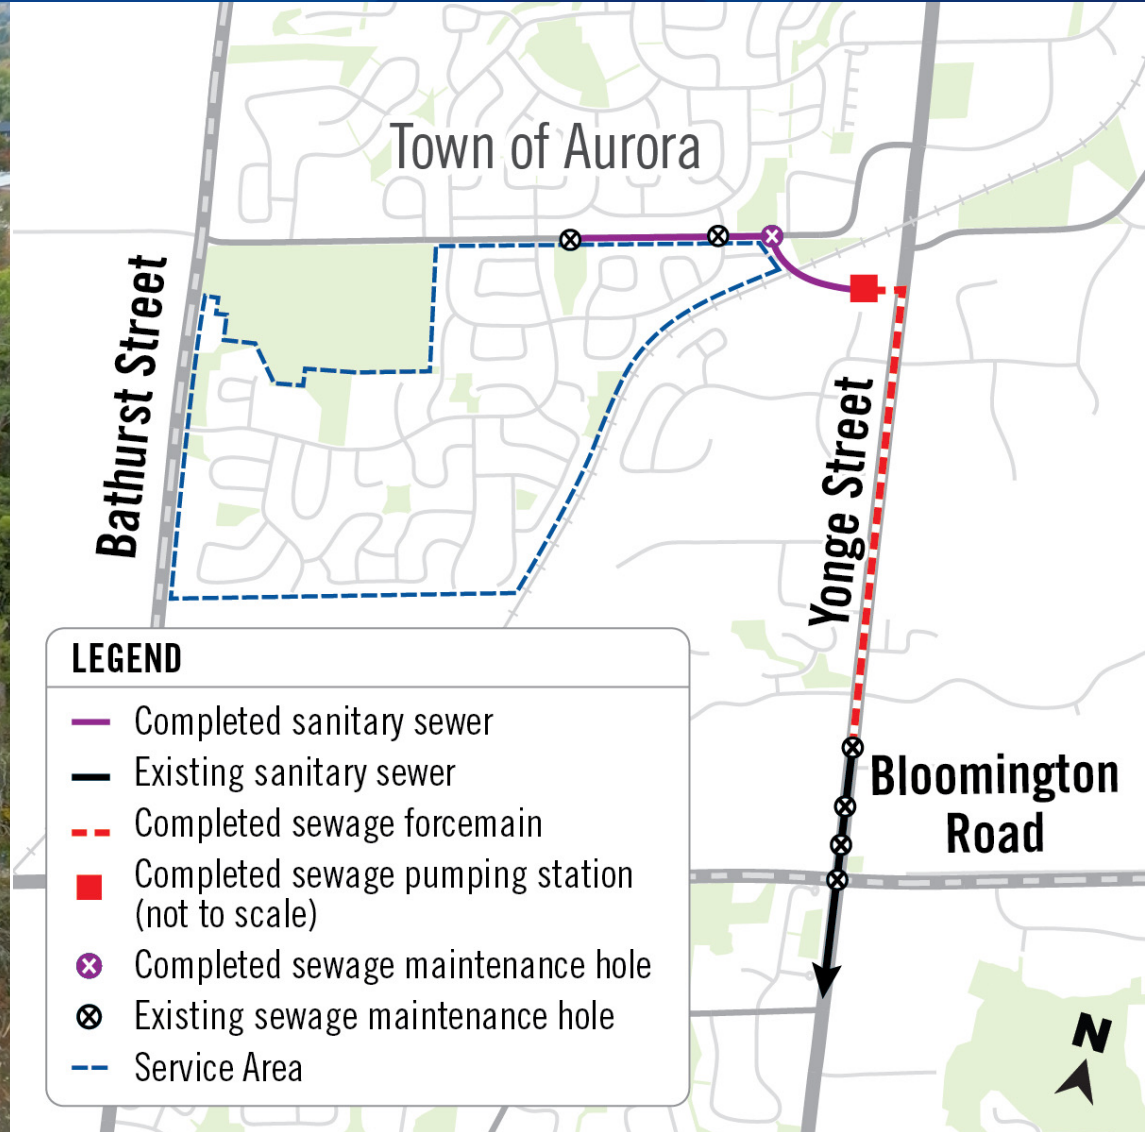 Town of Aurora
Bathurst Street
Yonge Street
Bloomington
Road
LEGEND
Completed sanitary sewer
Existing sanitary sewer
Completed sewage forcemain
Completed sewage pumping station
(not to scale)
Completed sewage maintenance hole
Existing sewage maintenance hole
Service Area
N